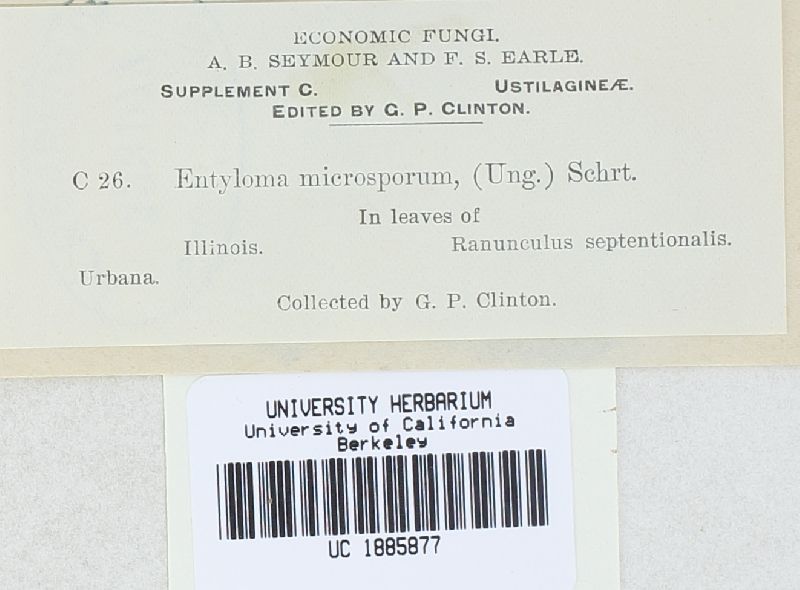 ECONOMIC FUNGI.
A. B. SEYMOUR AND F. S. EARLE.
SUPPLEMENT C. USTILAGINEÆ.
EDITED BY G. P. CLINTON.
C 26. Entyloma microsporum, (Ung.) Schrt.
In leaves of
Illinois. Ranunculus septentionalis.
Urbana.
Collected by G. P. Clinton.
UNIVERSITY HERBARIUM
University of California
Berkeley
UC 1885877